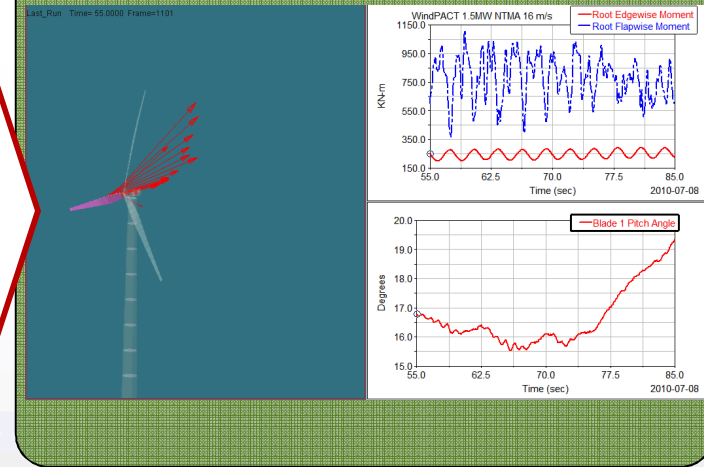 Last_Run Time= 55.0000 Frame=1101
WindPACT 1.5MW NTMA 16 m/s
Root Edgewise Moment
Root Flapwise Moment
1150.0
950.0
750.0
550.0
350.0
150.0
KN-m
55.0 62.5 70.0 77.5 85.0
Time (sec)
2010-07-08
Blade 1 Pitch Angle
20.0
19.0
18.0
17.0
16.0
15.0
Degrees
55.0 62.5 70.0 77.5 85.0
Time (sec)
2010-07-08